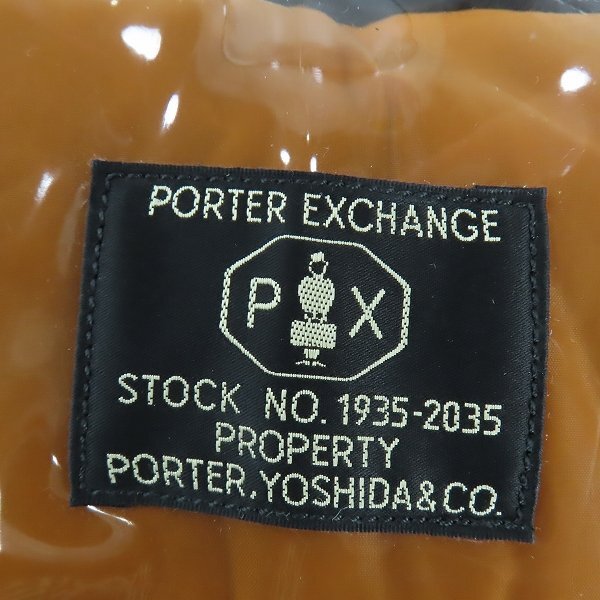 PORTER EXCHANGE
P X
STOCK NO. 1935-2035
PROPERTY
PORTER, YOSHIDA & CO.